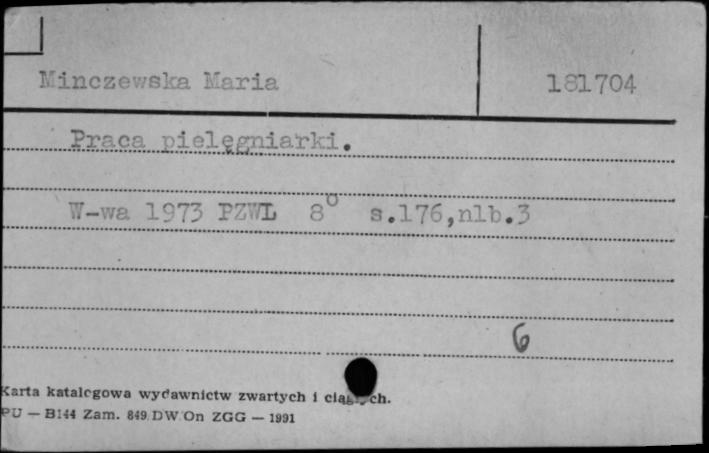 Minczewska Maria 181704
Praca pielęgniarki.
W-wa 1973 PZWL 8° s.176,nlb.3
6
Karta katalogowa wydawnictw zwartych i ciągłych.
PU — B144 Zam. 849 DW.On ZGG — 1991